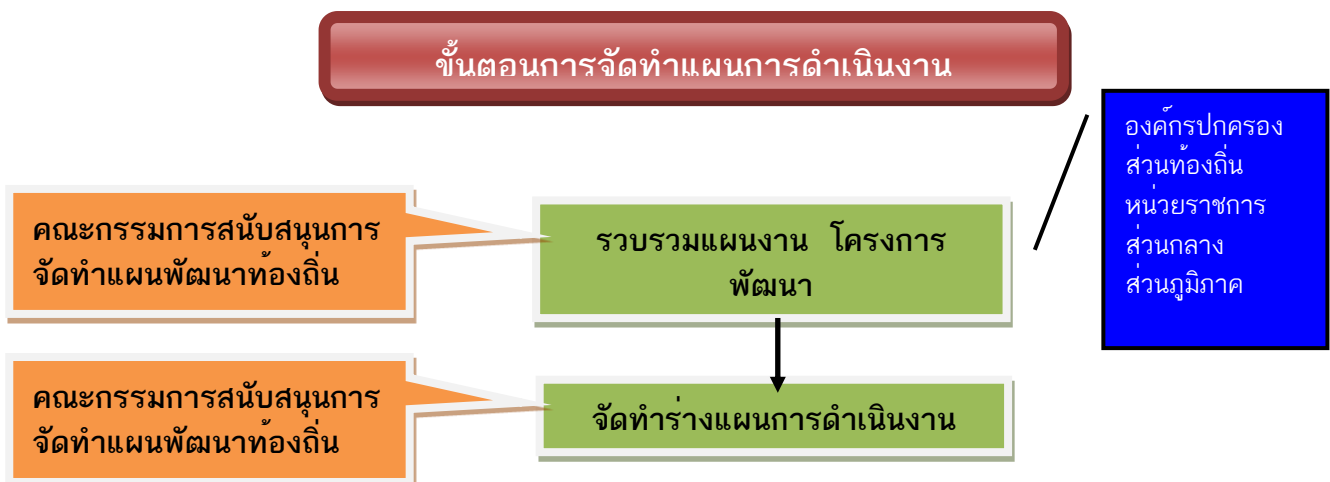 ขั้นตอนการจัดทำแผนการดำเนินงาน
องค์กรปกครอง
ส่วนท้องถิ่น
หน่วยราชการ
ส่วนกลาง
ส่วนภูมิภาค
คณะกรรมการสนับสนุนการ
จัดทำแผนพัฒนาท้องถิ่น
รวบรวมแผนงาน โครงการ
พัฒนา
คณะกรรมการสนับสนุนการ
จัดทำแผนพัฒนาท้องถิ่น
จัดทำร่างแผนการดำเนินงาน